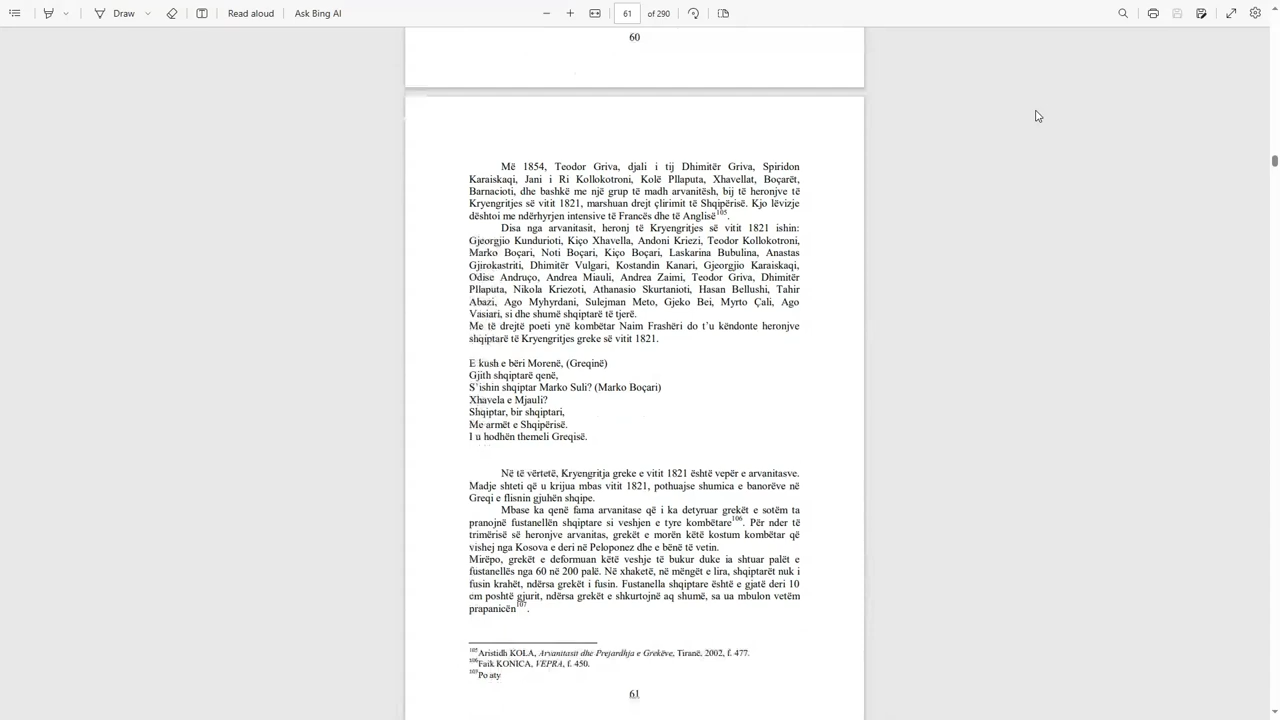 Draw
Read aloud
Ask Bing AI
61 of 290
60
Më 1854, Teodor Griva, djali i tij Dhimitër Griva, Spiridon
Karaiskaqi, Jani i Ri Kollokotroni, Kolë Pllaputa, Xhavellat, Boçarët,
Barnacioti, dhe bashkë me një grup të madh arvanitësh, bij të heronjve të
Kryengritjes së vitit 1821, marshuan drejt çlirimit të Shqipërisë. Kjo lëvizje
dështoi me ndërhyrjen intensive të Francës dhe të Anglisë105.
Disa nga arvanitasit, heronj të Kryengritjes së vitit 1821 ishin:
Gjeorgjio Kundurioti, Kiço Xhavella, Andoni Kriezi, Teodor Kollokotroni,
Marko Boçari, Noti Boçari, Kiço Boçari, Laskarina Bubulina, Anastas
Gjirokastriti, Dhimitër Vulgari, Kostandin Kanari, Gjeorgjio Karaiskaqi,
Odise Andruço, Andrea Miauli, Andrea Zaimi, Teodor Griva, Dhimitër
Pllaputa, Nikola Kriezoti, Athanasio Skurtanioti, Hasan Bellushi, Tahir
Abazi, Ago Myhyrdani, Sulejman Meto, Gjeko Bei, Myrto Çali, Ago
Vasiari, si dhe shumë shqiptarë të tjerë.
Me të drejtë poeti ynë kombëtar Naim Frashëri do t'u këndonte heronjve
shqiptarë të Kryengritjes greke së vitit 1821.
E kush e bëri Morenë, (Greqinë)
Gjith shqiptarë qenë,
S'ishin shqiptar Marko Suli? (Marko Boçari)
Xhavela e Mjauli?
Shqiptar, bir shqiptari,
Me armët e Shqipërisë.
I u hodhën themeli Greqisë.
Në të vërtetë, Kryengritja greke e vitit 1821 është vepër e arvanitasve.
Madje shteti që u krijua mbas vitit 1821, pothuajse shumica e banorëve në
Greqi e flisnin gjuhën shqipe.
Mbase ka qenë fama arvanitase që i ka detyruar grekët e sotëm ta
pranojnë fustanellën shqiptare si veshjen e tyre kombëtare106. Për nder të
trimërisë së heronjve arvanitas, grekët e morën këtë kostum kombëtar që
vishej nga Kosova e deri në Peloponez dhe e bënë të vetin.
Mirëpo, grekët e deformuan këtë veshje të bukur duke ia shtuar palët e
fustanellës nga 60 në 200 palë. Në xhaketë, në mëngët e lira, shqiptarët nuk i
fusin krahët, ndërsa grekët i fusin. Fustanella shqiptare është e gjatë deri 10
cm poshtë gjurit, ndërsa grekët e shkurtojnë aq shumë, sa ua mbulon vetëm
prapanicën107.
105Aristidh KOLA, Arvanitasit dhe Prejardhja e Grekëve, Tiranë. 2002, f. 477.
106Faik KONICA, VEPRA, f. 450.
103Po aty
61